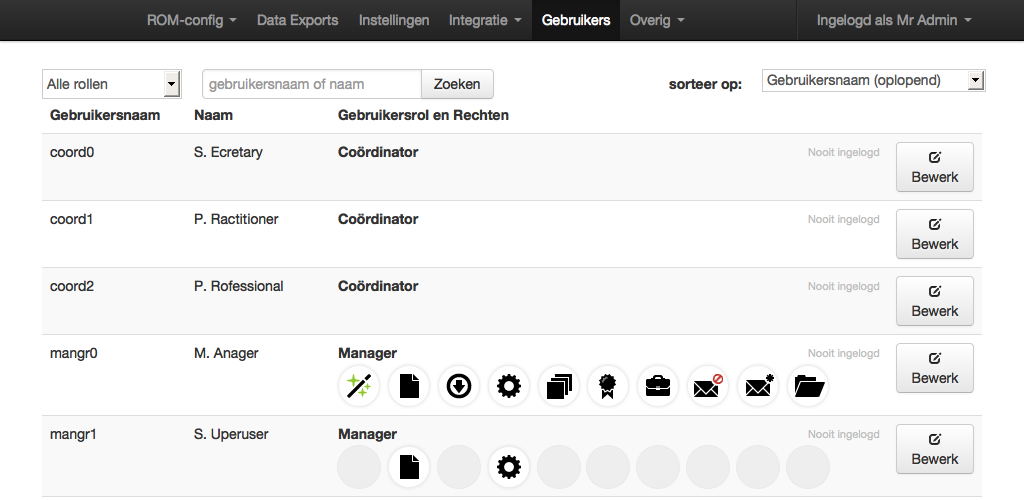 ROM-config Data Exports Instellingen Integratie Gebruikers Overig Ingelogd als Mr Admin
Alle rollen gebruikersnaam of naam Zoeken sorteer op: Gebruikersnaam (oplopend)
Gebruikersnaam Naam Gebruikersrol en Rechten
coord0 S. Ecretary Coördinator Nooit ingelogd Bewerk
coord1 P. Ractitioner Coördinator Nooit ingelogd Bewerk
coord2 P. Rofessional Coördinator Nooit ingelogd Bewerk
mangr0 M. Anager Manager Nooit ingelogd Bewerk
mangr1 S. Uperuser Manager Nooit ingelogd Bewerk